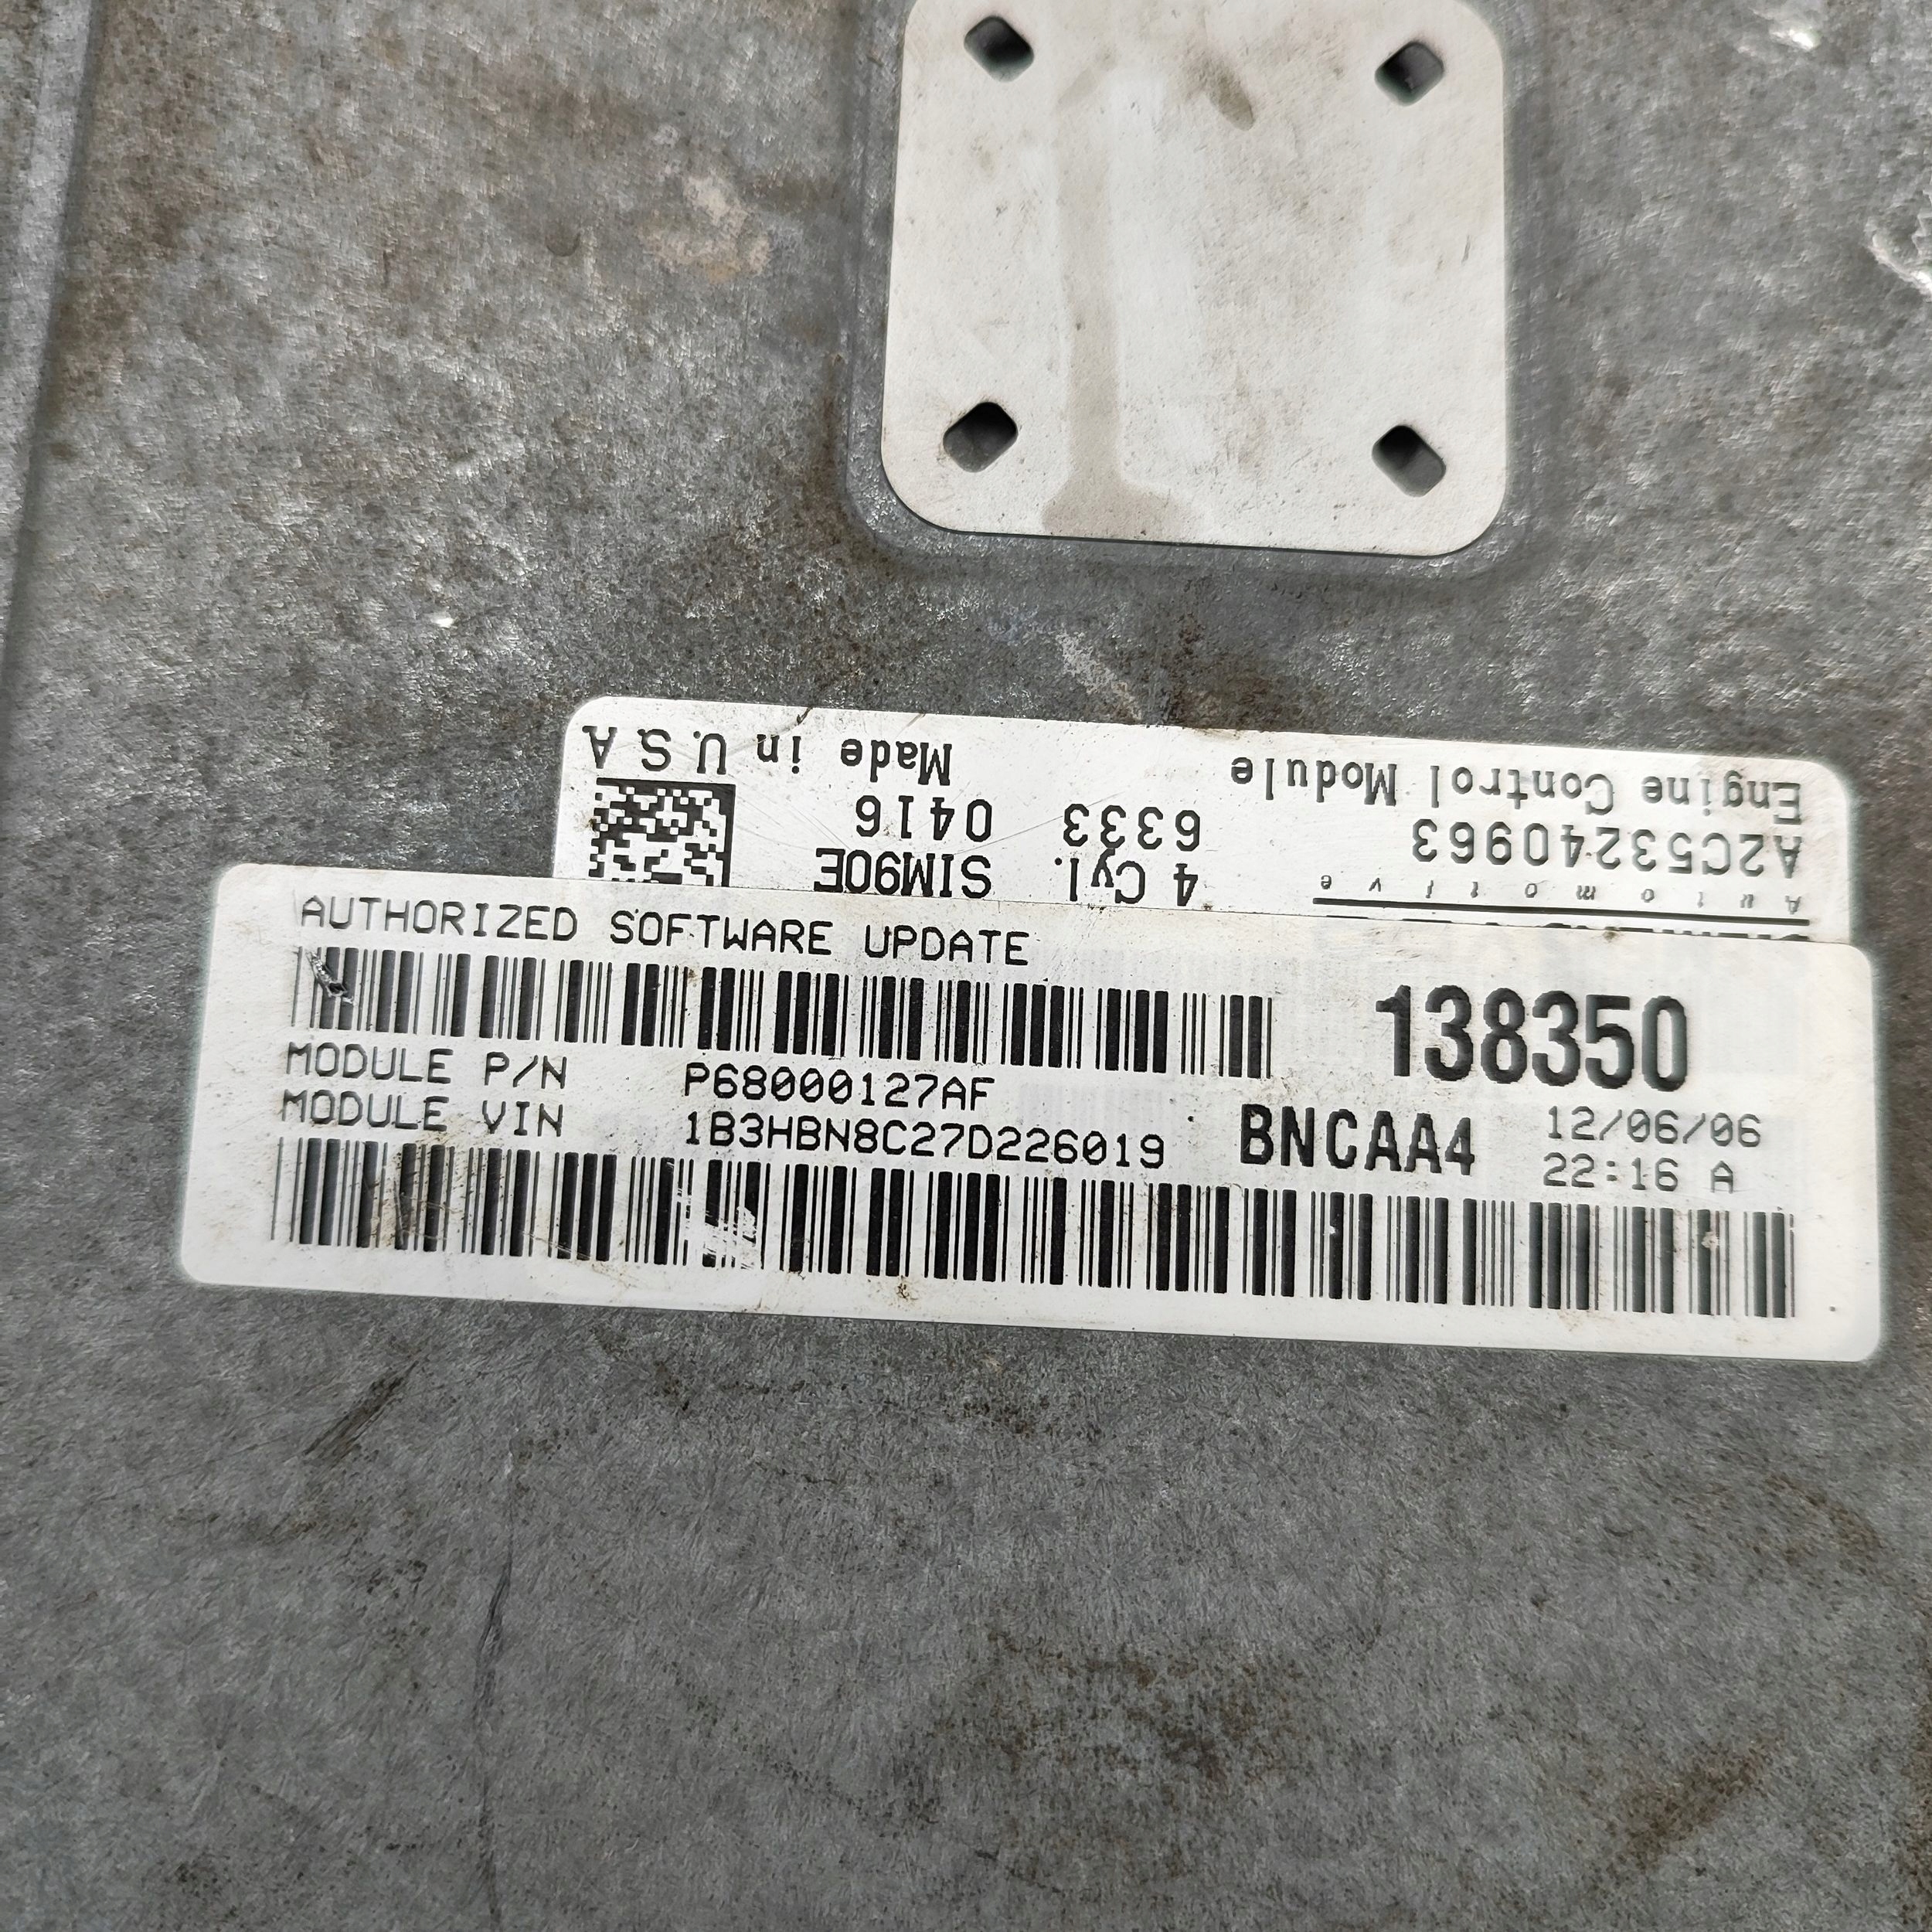 Made in U.S.A
Engine Control Module
0416
6333
A2C53240963
SIM90E
4 Cyl.
Automotive
AUTHORIZED SOFTWARE UPDATE
138350
MODULE P/N P68000127AF
MODULE VIN 1B3HBN8C27D226019
BNCAA4
12/06/06
22:16 A